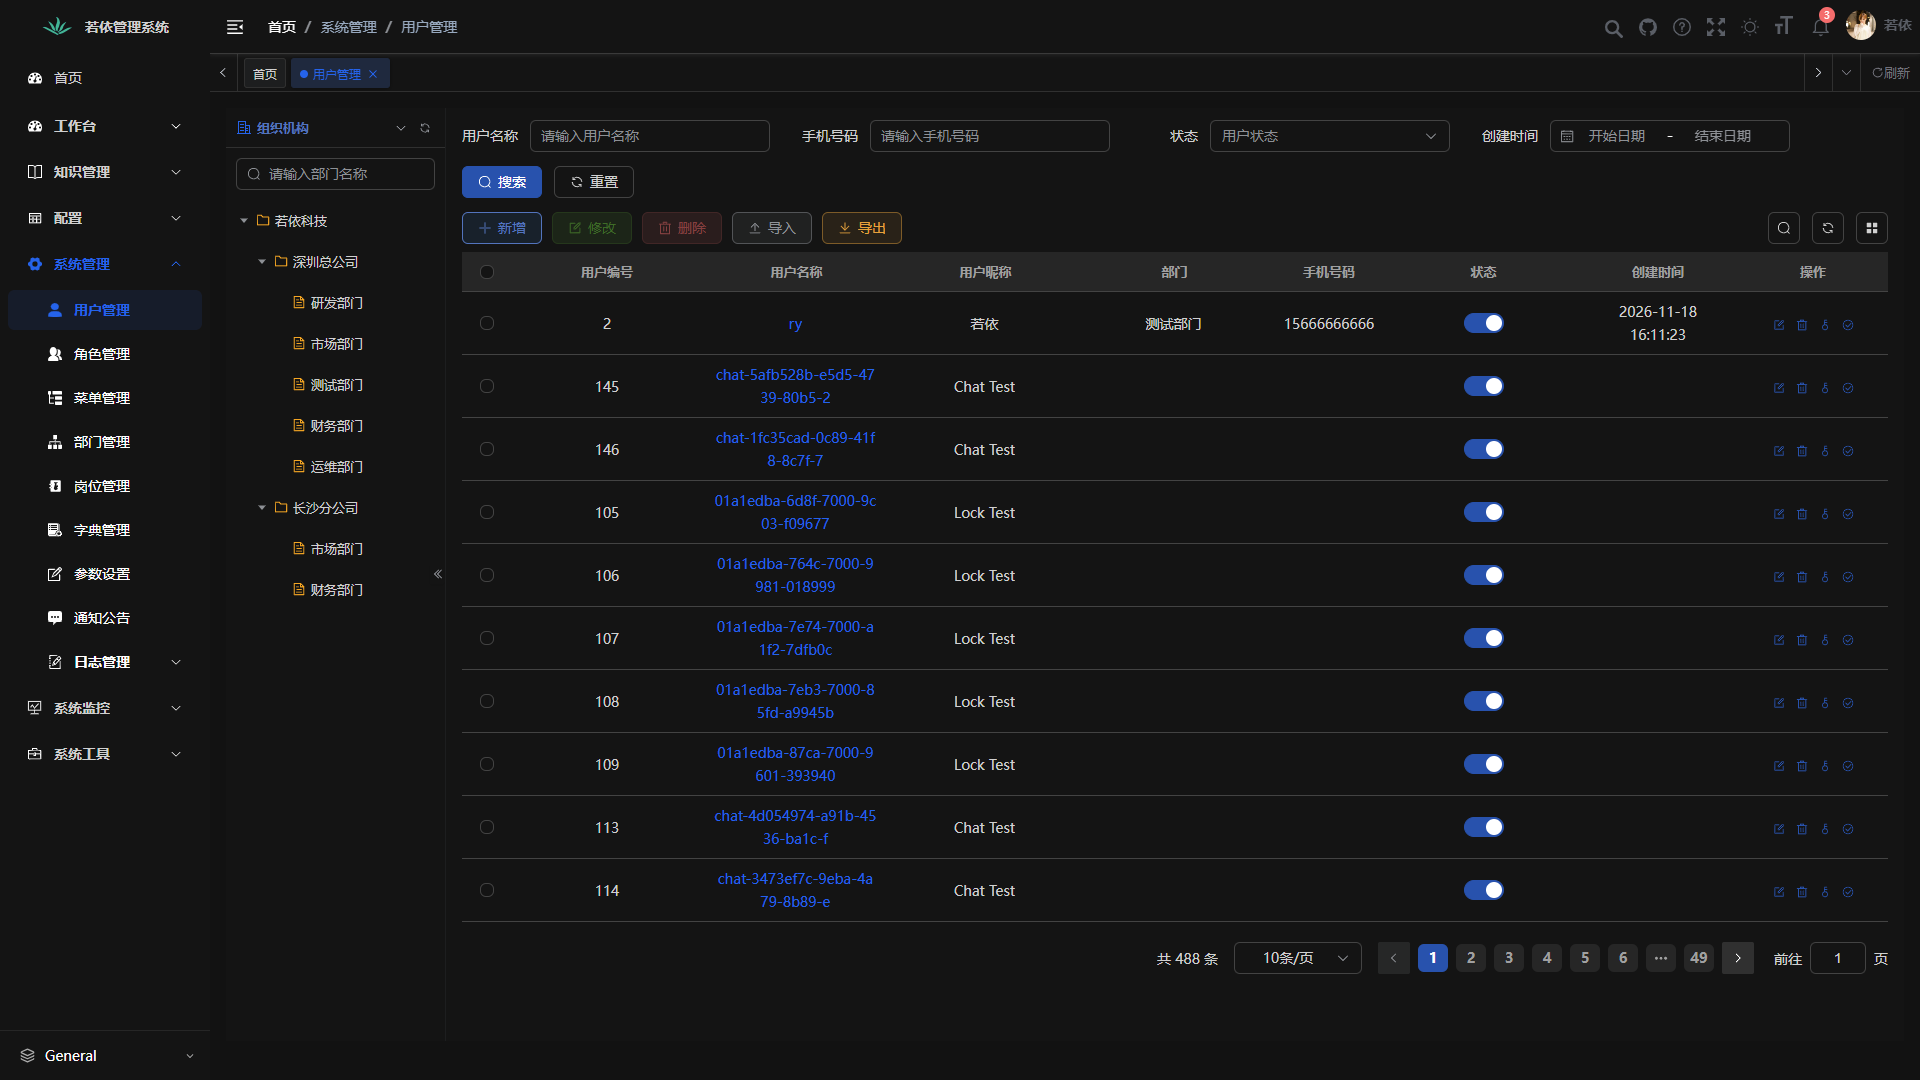 若依管理系统
首页 / 系统管理 / 用户管理
3
若依
首页
用户管理
刷新
首页
工作台
知识管理
配置
系统管理
用户管理
角色管理
菜单管理
部门管理
岗位管理
字典管理
参数设置
通知公告
日志管理
系统监控
系统工具
General
组织机构
请输入部门名称
若依科技
深圳总公司
研发部门
市场部门
测试部门
财务部门
运维部门
长沙分公司
市场部门
财务部门
用户名称 请输入用户名称 手机号码 请输入手机号码 状态 用户状态 创建时间 开始日期 - 结束日期
搜索 重置
新增 修改 删除 导入 导出
用户编号 用户名称 用户昵称 部门 手机号码 状态 创建时间 操作
2 ry 若依 测试部门 15666666666 2026-11-18
16:11:23
145 chat-5afb528b-e5d5-47 Chat Test
39-80b5-2
146 chat-1fc35cad-0c89-41f Chat Test
8-8c7f-7
105 01a1edba-6d8f-7000-9c Lock Test
03-f09677
106 01a1edba-764c-7000-9 Lock Test
981-018999
107 01a1edba-7e74-7000-a Lock Test
1f2-7dfb0c
108 01a1edba-7eb3-7000-8 Lock Test
5fd-a9945b
109 01a1edba-87ca-7000-9 Lock Test
601-393940
113 chat-4d054974-a91b-45 Chat Test
36-ba1c-f
114 chat-3473ef7c-9eba-4a Chat Test
79-8b89-e
共 488 条 10条/页 1 2 3 4 5 6 ... 49 前往 1 页